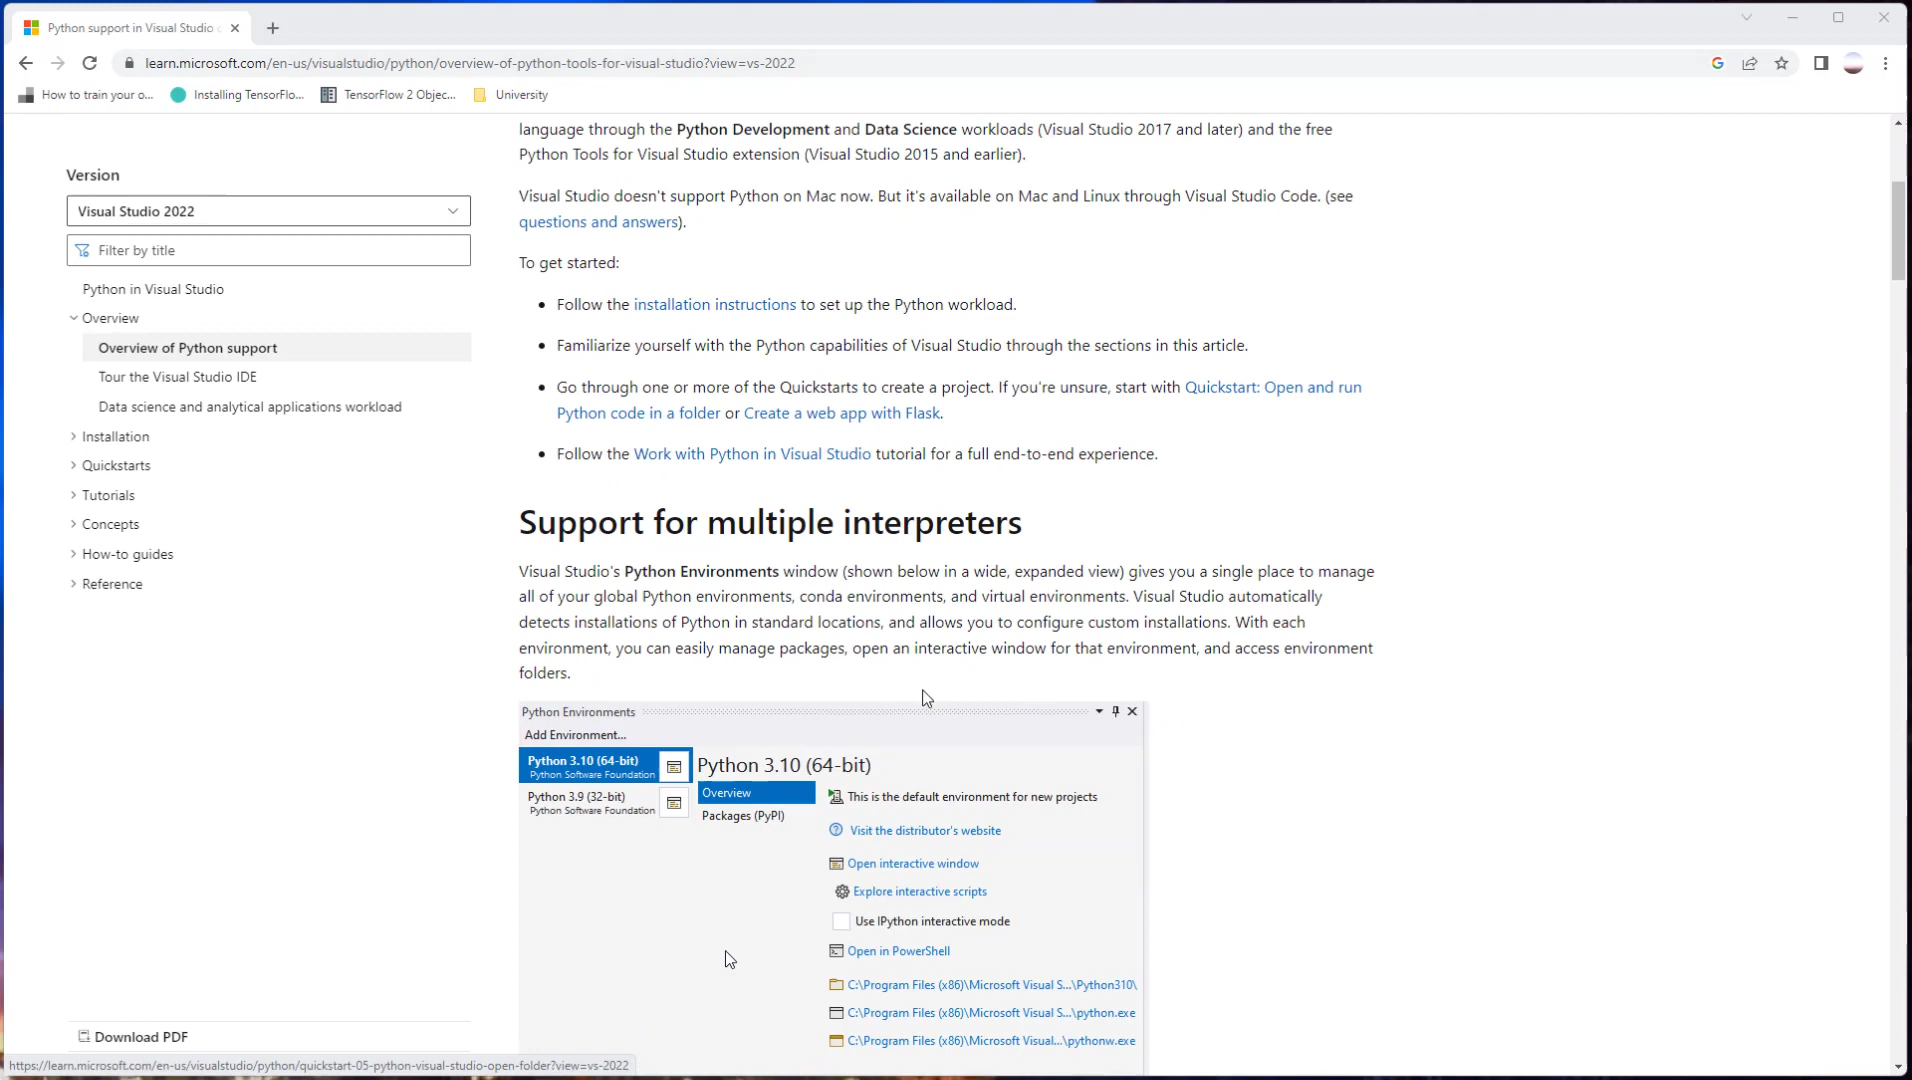 Python support in Visual Studio
learn.microsoft.com/en-us/visualstudio/python/overview-of-python-tools-for-visual-studio?view=vs-2022
How to train your o...
Installing TensorFlo...
TensorFlow 2 Objec...
University
Version
Visual Studio 2022
Filter by title
Python in Visual Studio
Overview
Overview of Python support
Tour the Visual Studio IDE
Data science and analytical applications workload
Installation
Quickstarts
Tutorials
Concepts
How-to guides
Reference
Download PDF
language through the Python Development and Data Science workloads (Visual Studio 2017 and later) and the free
Python Tools for Visual Studio extension (Visual Studio 2015 and earlier).
Visual Studio doesn't support Python on Mac now. But it's available on Mac and Linux through Visual Studio Code. (see
questions and answers).
To get started:
• Follow the installation instructions to set up the Python workload.
• Familiarize yourself with the Python capabilities of Visual Studio through the sections in this article.
• Go through one or more of the Quickstarts to create a project. If you're unsure, start with Quickstart: Open and run
Python code in a folder or Create a web app with Flask.
• Follow the Work with Python in Visual Studio tutorial for a full end-to-end experience.
Support for multiple interpreters
Visual Studio's Python Environments window (shown below in a wide, expanded view) gives you a single place to manage
all of your global Python environments, conda environments, and virtual environments. Visual Studio automatically
detects installations of Python in standard locations, and allows you to configure custom installations. With each
environment, you can easily manage packages, open an interactive window for that environment, and access environment
folders.
Python Environments
Add Environment...
Python 3.10 (64-bit)
Python Software Foundation
Python 3.9 (32-bit)
Python Software Foundation
Python 3.10 (64-bit)
Overview
Packages (PyPI)
This is the default environment for new projects
Visit the distributor's website
Open interactive window
Explore interactive scripts
Use IPython interactive mode
Open in PowerShell
C:\Program Files (x86)\Microsoft Visual S...\Python310\
C:\Program Files (x86)\Microsoft Visual S...\python.exe
C:\Program Files (x86)\Microsoft Visual...\pythonw.exe
https://learn.microsoft.com/en-us/visualstudio/python/quickstart-05-python-visual-studio-open-folder?view=vs-2022